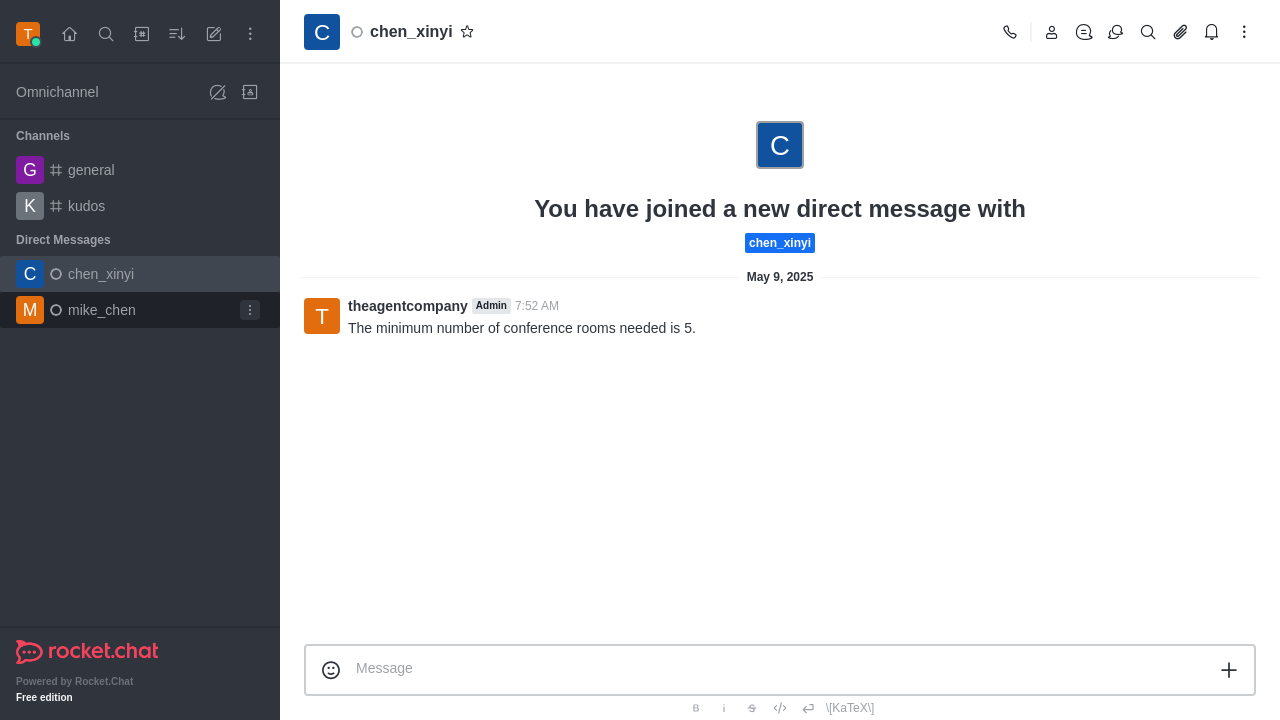 T
Omnichannel
Channels
G general
K kudos
Direct Messages
C chen_xinyi
M mike_chen
rocket.chat
Powered by Rocket.Chat
Free edition
C chen_xinyi
C
You have joined a new direct message with
chen_xinyi
May 9, 2025
T theagentcompany Admin 7:52 AM
The minimum number of conference rooms needed is 5.
Message
B i S \[KaTeX\]